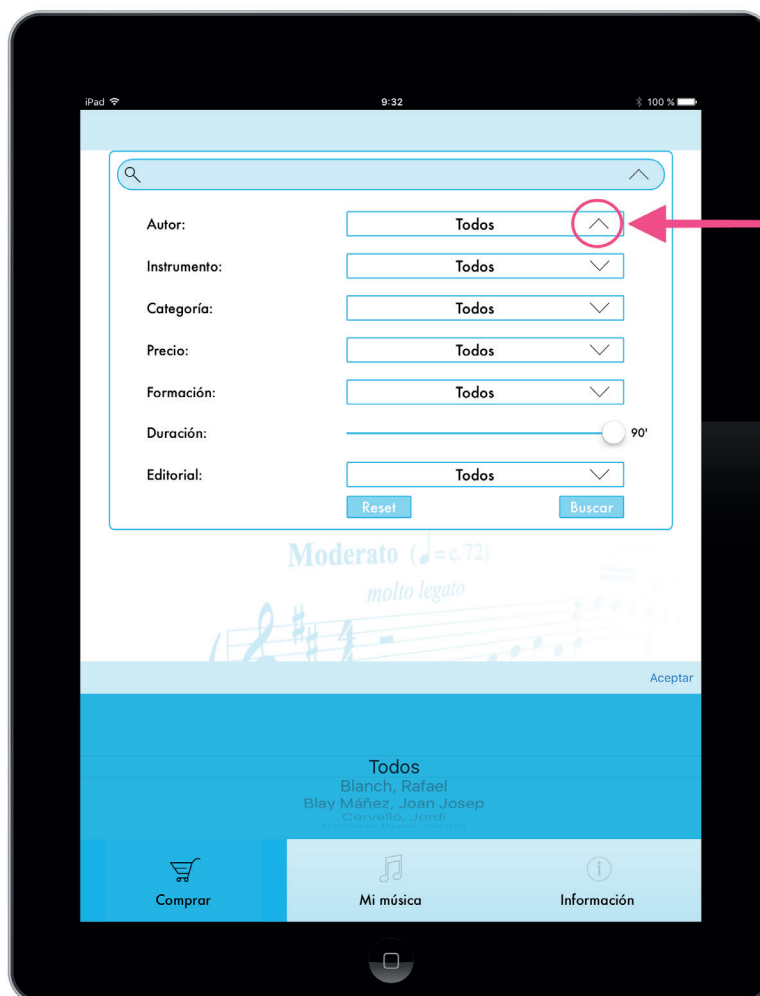 iPad 9:32 100 %
Autor: Todos
Instrumento: Todos
Categoría: Todos
Precio: Todos
Formación: Todos
Duración: 90'
Editorial: Todos
Reset Buscar
Moderato (♩=c. 72)
molto legato
Aceptar
Todos
Blanch, Rafael
Blay Máñez, Joan Josep
Cervelló, Jordi
Comprar Mi música Información